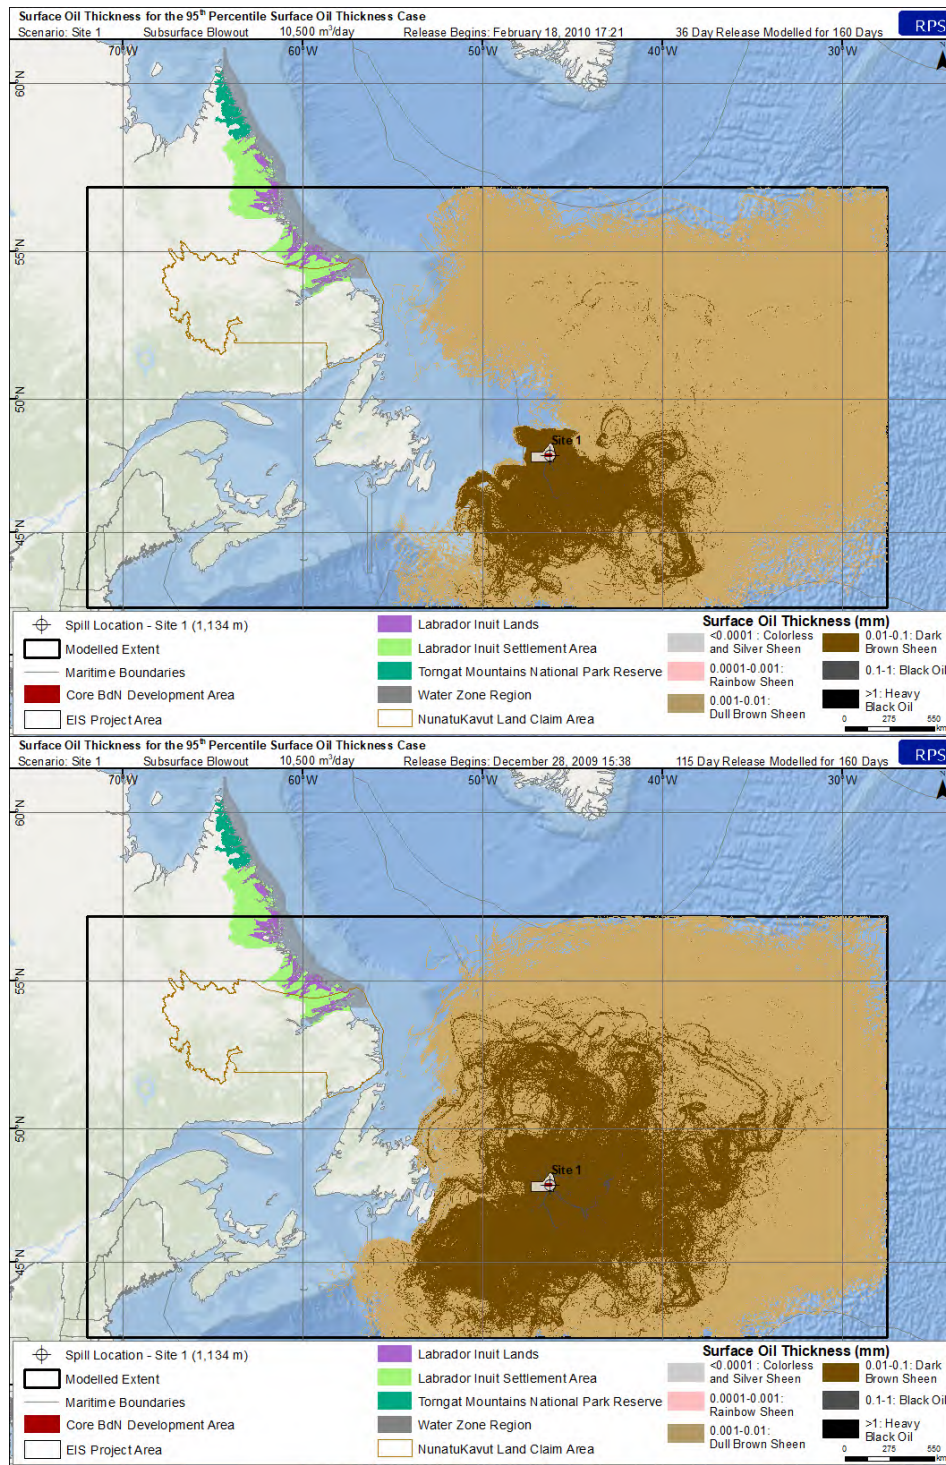 Surface Oil Thickness for the 95th Percentile Surface Oil Thickness Case
Scenario: Site 1 Subsurface Blowout 10,500 m³/day Release Begins: February 18, 2010 17:21 36 Day Release Modelled for 160 Days
RPS
70°W 60°W 50°W 40°W 30°W
60°N
55°N
50°N
Site 1
45°N
Spill Location - Site 1 (1,134 m)
Modelled Extent
Maritime Boundaries
Core BdN Development Area
EIS Project Area
Labrador Inuit Lands
Labrador Inuit Settlement Area
Torngat Mountains National Park Reserve
Water Zone Region
NunatuKavut Land Claim Area
Surface Oil Thickness (mm)
<0.0001 : Colorless
and Silver Sheen
0.0001-0.001:
Rainbow Sheen
0.001-0.01:
Dull Brown Sheen
0.01-0.1: Dark
Brown Sheen
0.1-1: Black Oil
>1: Heavy
Black Oil
0 275 550
km
Surface Oil Thickness for the 95th Percentile Surface Oil Thickness Case
Scenario: Site 1 Subsurface Blowout 10,500 m³/day Release Begins: December 28, 2009 15:38 115 Day Release Modelled for 160 Days
RPS
70°W 60°W 50°W 40°W 30°W
60°N
55°N
50°N
Site 1
45°N
Spill Location - Site 1 (1,134 m)
Modelled Extent
Maritime Boundaries
Core BdN Development Area
EIS Project Area
Labrador Inuit Lands
Labrador Inuit Settlement Area
Torngat Mountains National Park Reserve
Water Zone Region
NunatuKavut Land Claim Area
Surface Oil Thickness (mm)
<0.0001 : Colorless
and Silver Sheen
0.0001-0.001:
Rainbow Sheen
0.001-0.01:
Dull Brown Sheen
0.01-0.1: Dark
Brown Sheen
0.1-1: Black Oil
>1: Heavy
Black Oil
0 275 550
km